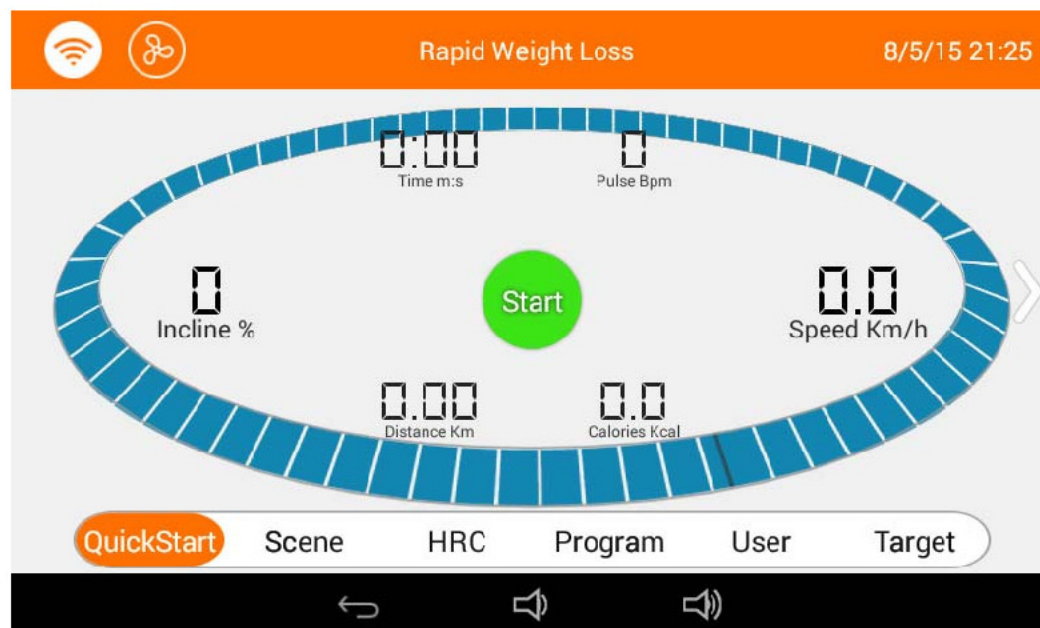 Rapid Weight Loss
8/5/15 21:25
0:00
Time m:s
0
Pulse Bpm
0
Incline %
Start
0.0
Speed Km/h
0.00
Distance Km
0.0
Calories Kcal
QuickStart Scene HRC Program User Target